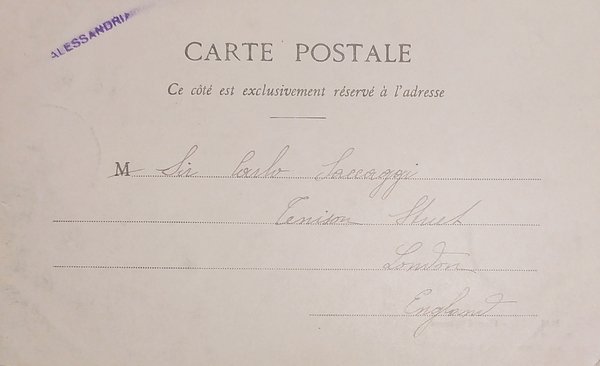 ALESSANDRIA
CARTE POSTALE
Ce côté est exclusivement réservé à l'adresse
M Sir Carlo Saccaggi
Tenison Street
London
England